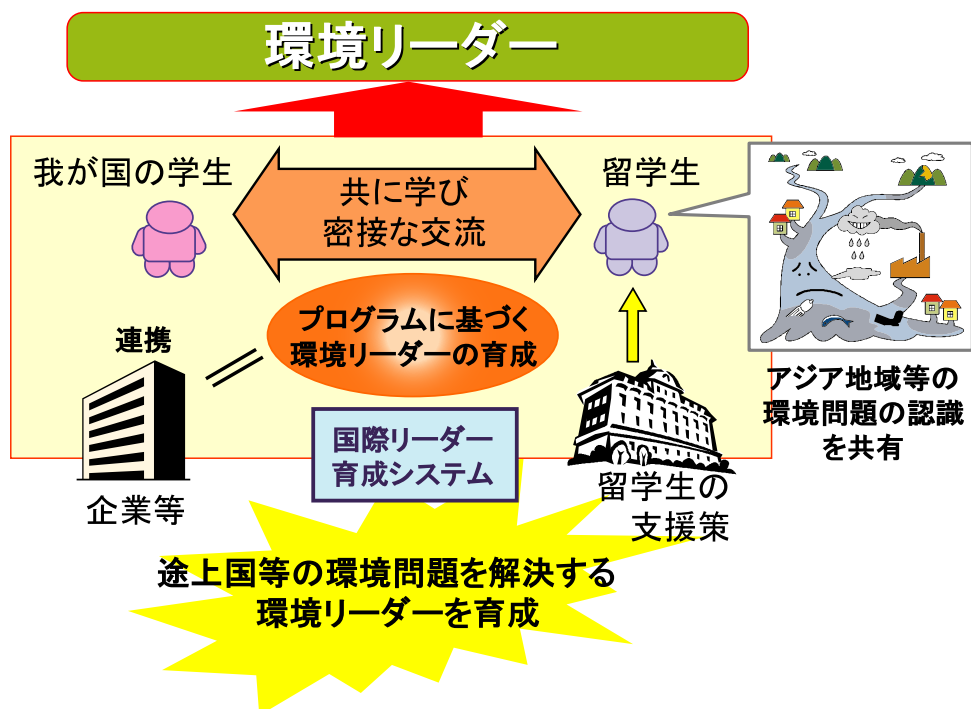 環境リーダー
我が国の学生
共に学び
密接な交流
留学生
プログラムに基づく
環境リーダーの育成
連携
アジア地域等の
環境問題の認識
を共有
国際リーダー
育成システム
企業等
留学生の
支援策
途上国等の環境問題を解決する
環境リーダーを育成